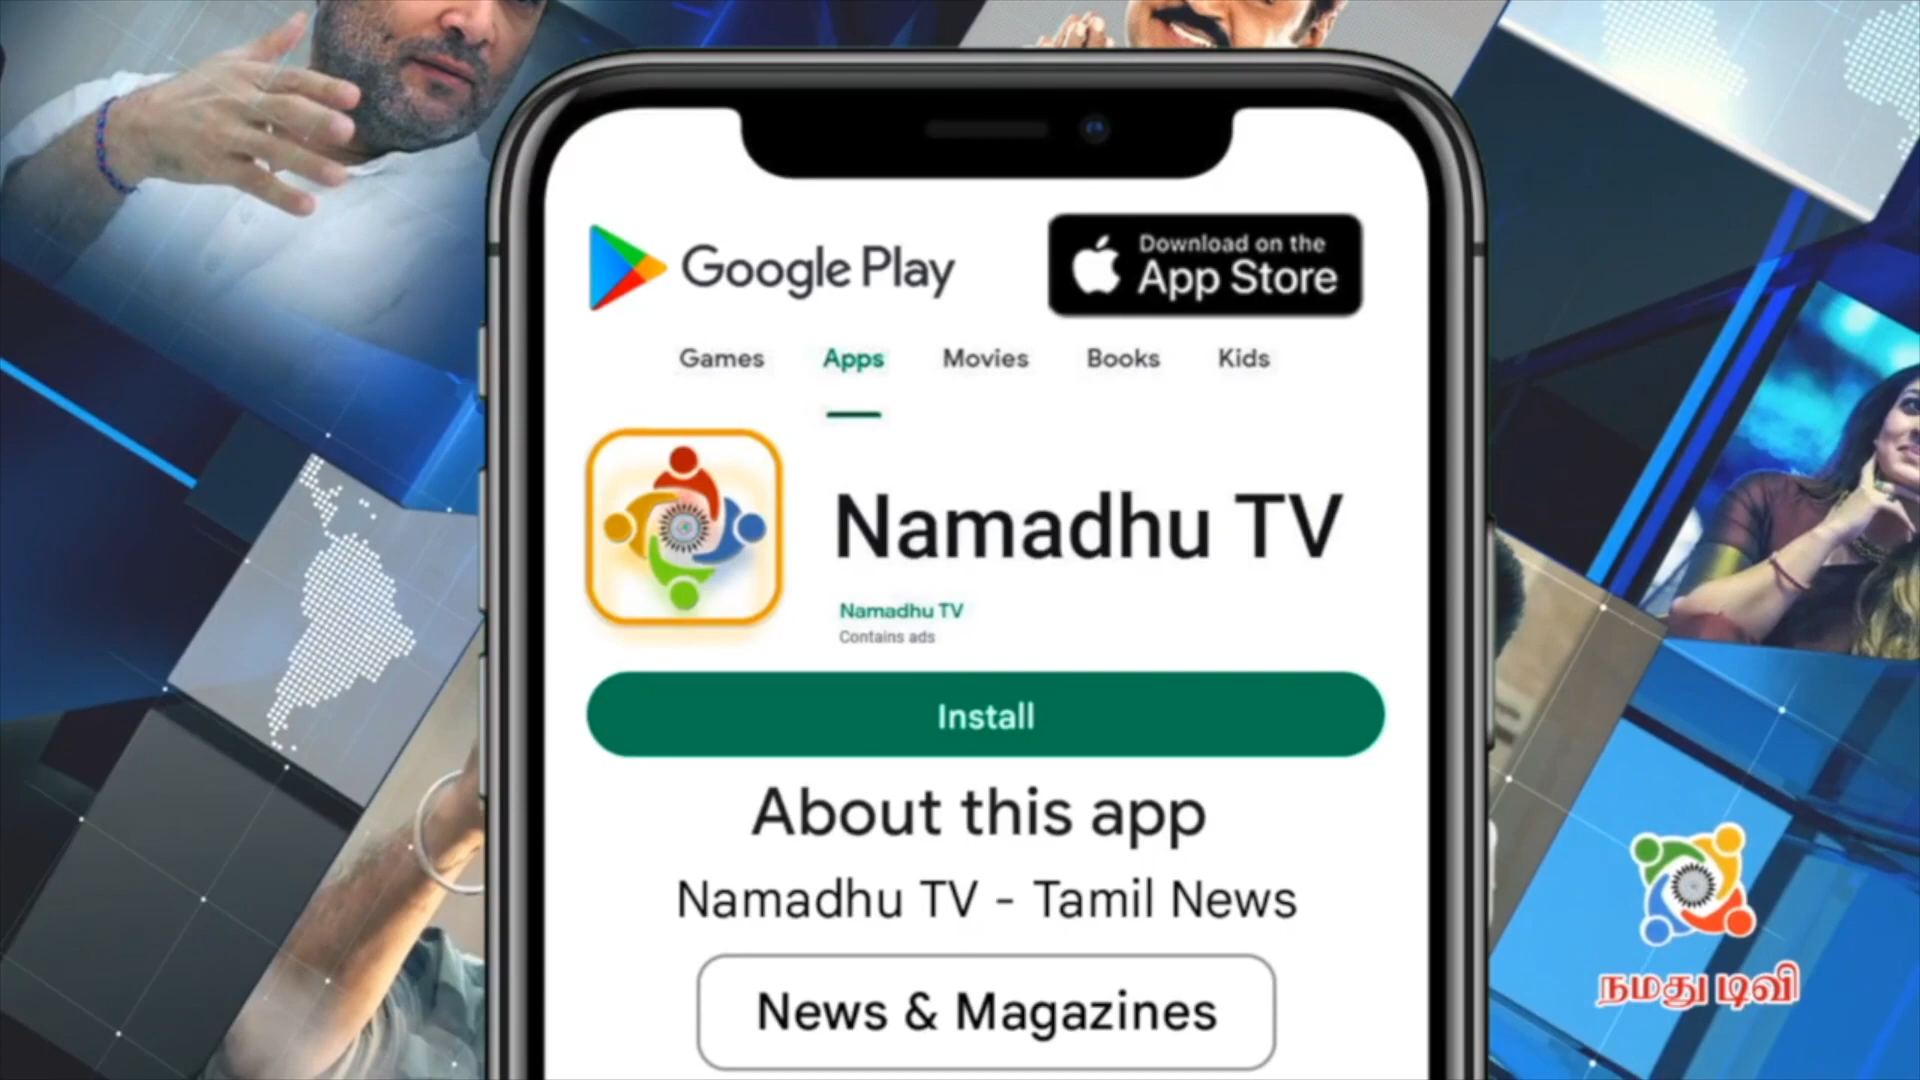 Google Play
Download on the
App Store
Games Apps Movies Books Kids
Namadhu TV
Namadhu TV
Contains ads
Install
About this app
Namadhu TV - Tamil News
News & Magazines
நமது டிவி